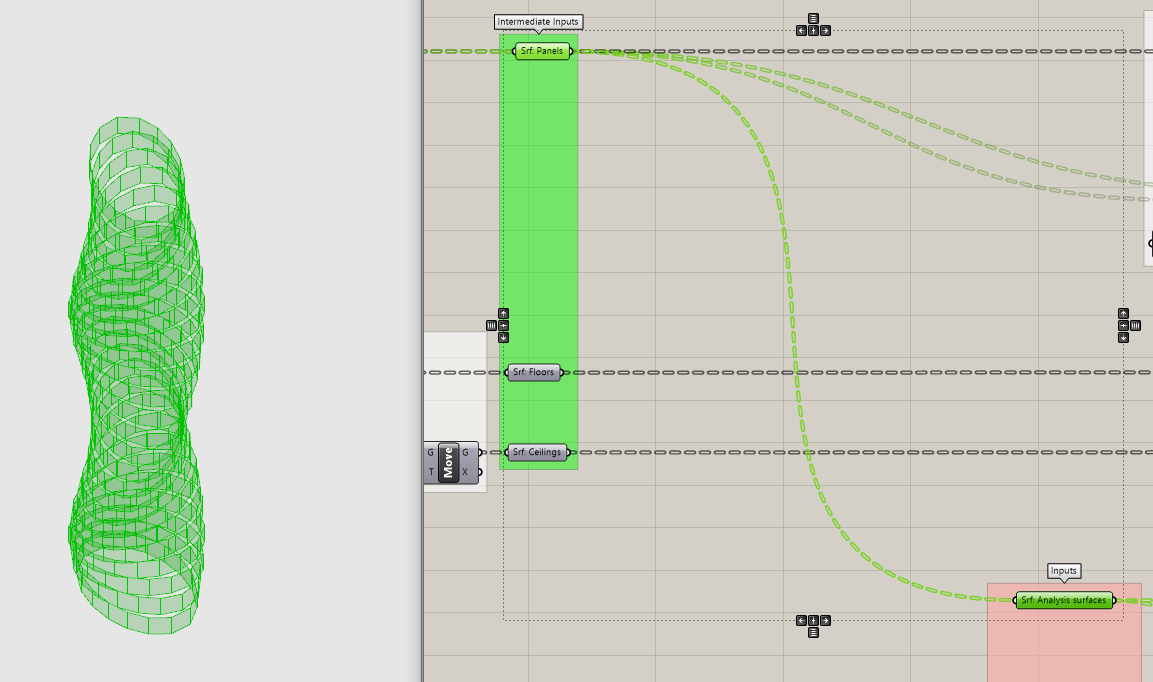 Intermediate Inputs
Srf: Panels
Srf: Floors
G Move G
T X
Srf: Ceilings
Inputs
Srf: Analysis surfaces